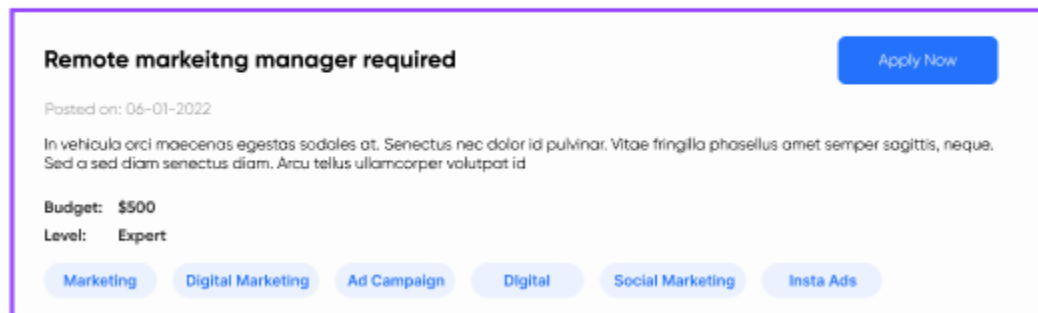 Remote markeitng manager required
Apply Now
Posted on: 06-01-2022
In vehicula orci maecenas egestas sodales at. Senectus nec dolor id pulvinar. Vitae fringilla phasellus amet semper sagittis, neque.
Sed a sed diam senectus diam. Arcu tellus ullamcorper volutpat id
Budget: $500
Level: Expert
Marketing Digital Marketing Ad Campaign DIgital Social Marketing Insta Ads